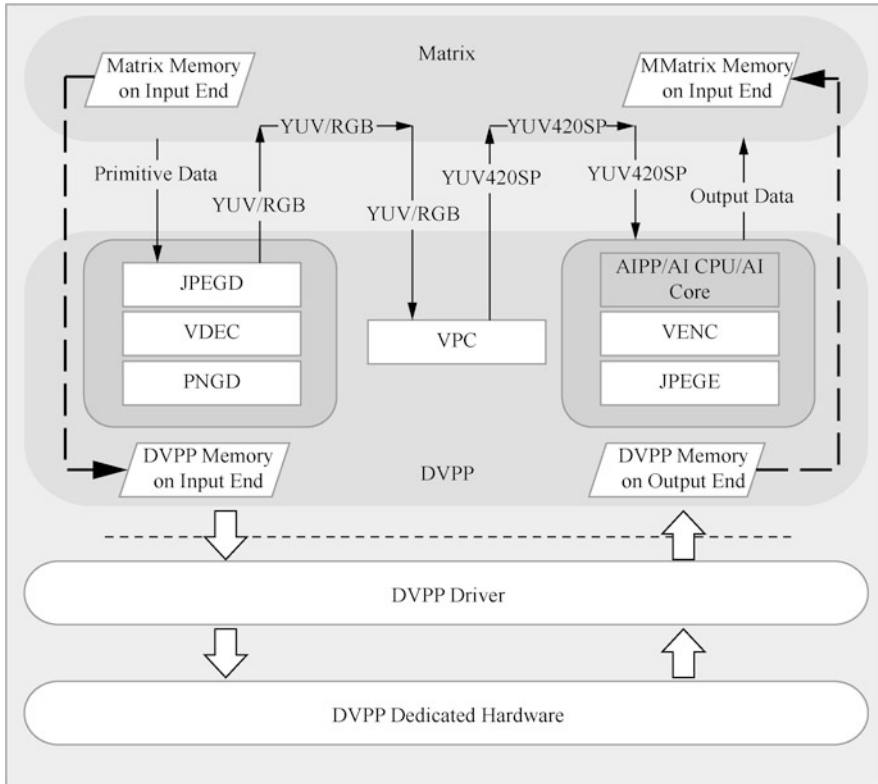 Matrix
Matrix Memory
on Input End
MMatrix Memory
on Input End
YUV/RGB
YUV420SP
Primitive Data
YUV/RGB
YUV/RGB
YUV420SP
YUV420SP
Output Data
JPEGD
VDEC
PNGD
VPC
AIPP/AI CPU/AI
Core
VENC
JPEGE
DVPP Memory
on Input End
DVPP
DVPP Memory
on Output End
DVPP Driver
DVPP Dedicated Hardware